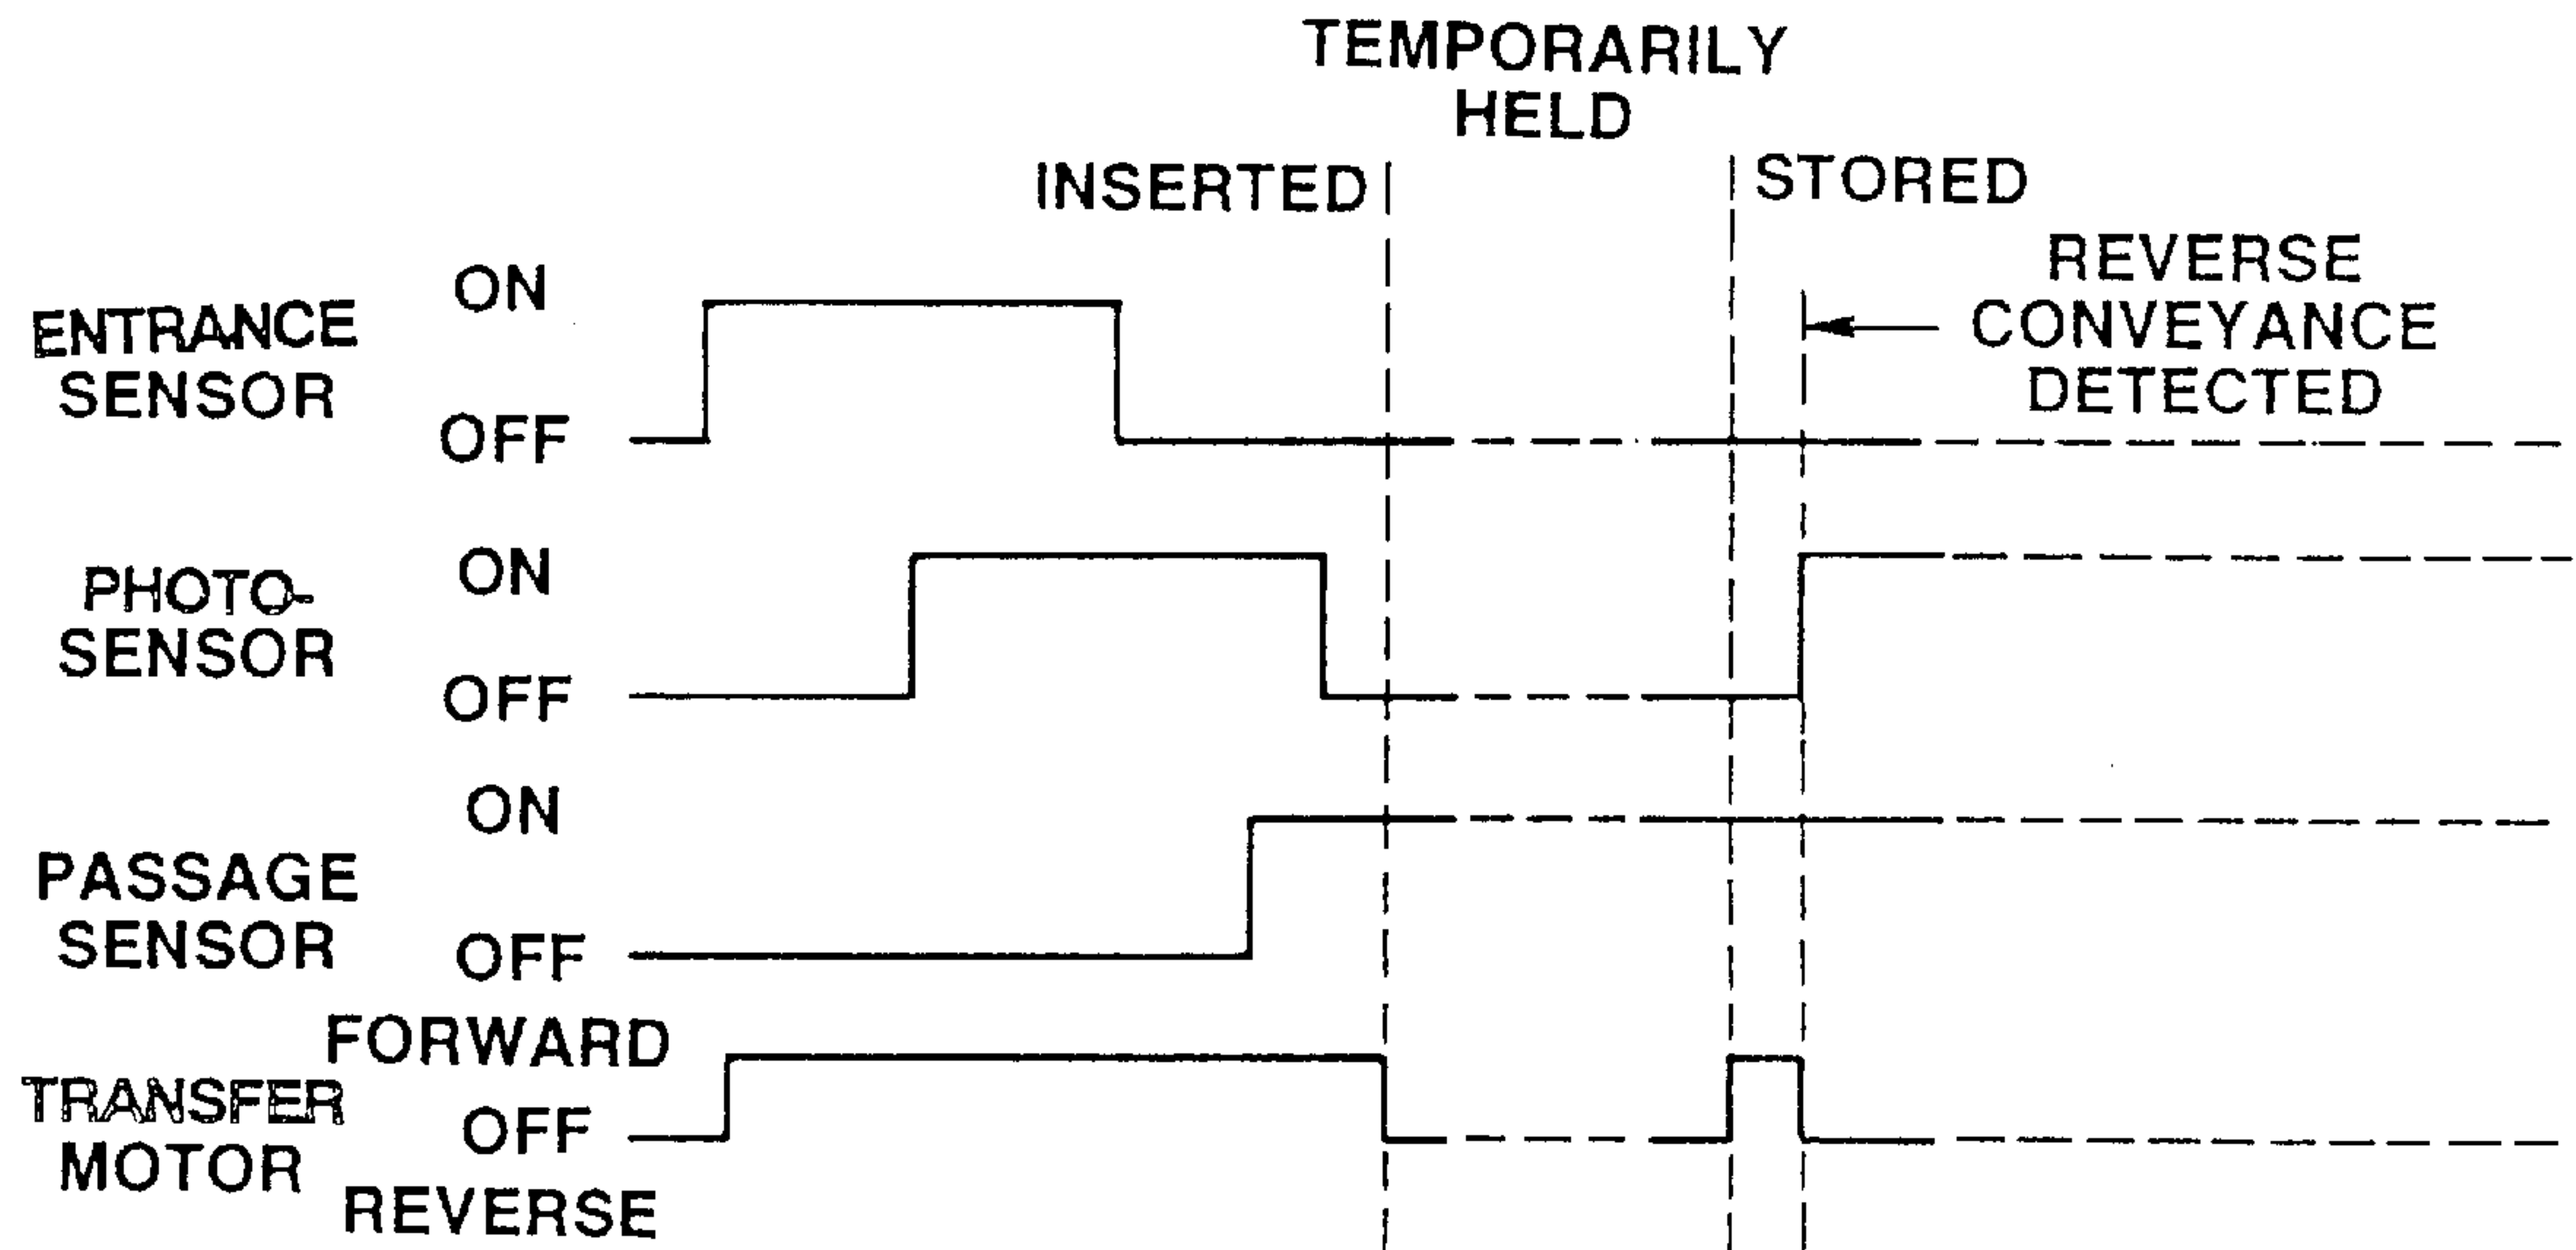 TEMPORARILY
HELD
INSERTED
STORED
REVERSE
CONVEYANCE
DETECTED
ENTRANCE
SENSOR
ON
OFF
PHOTO-
SENSOR
ON
OFF
PASSAGE
SENSOR
ON
OFF
TRANSFER
MOTOR
FORWARD
OFF
REVERSE